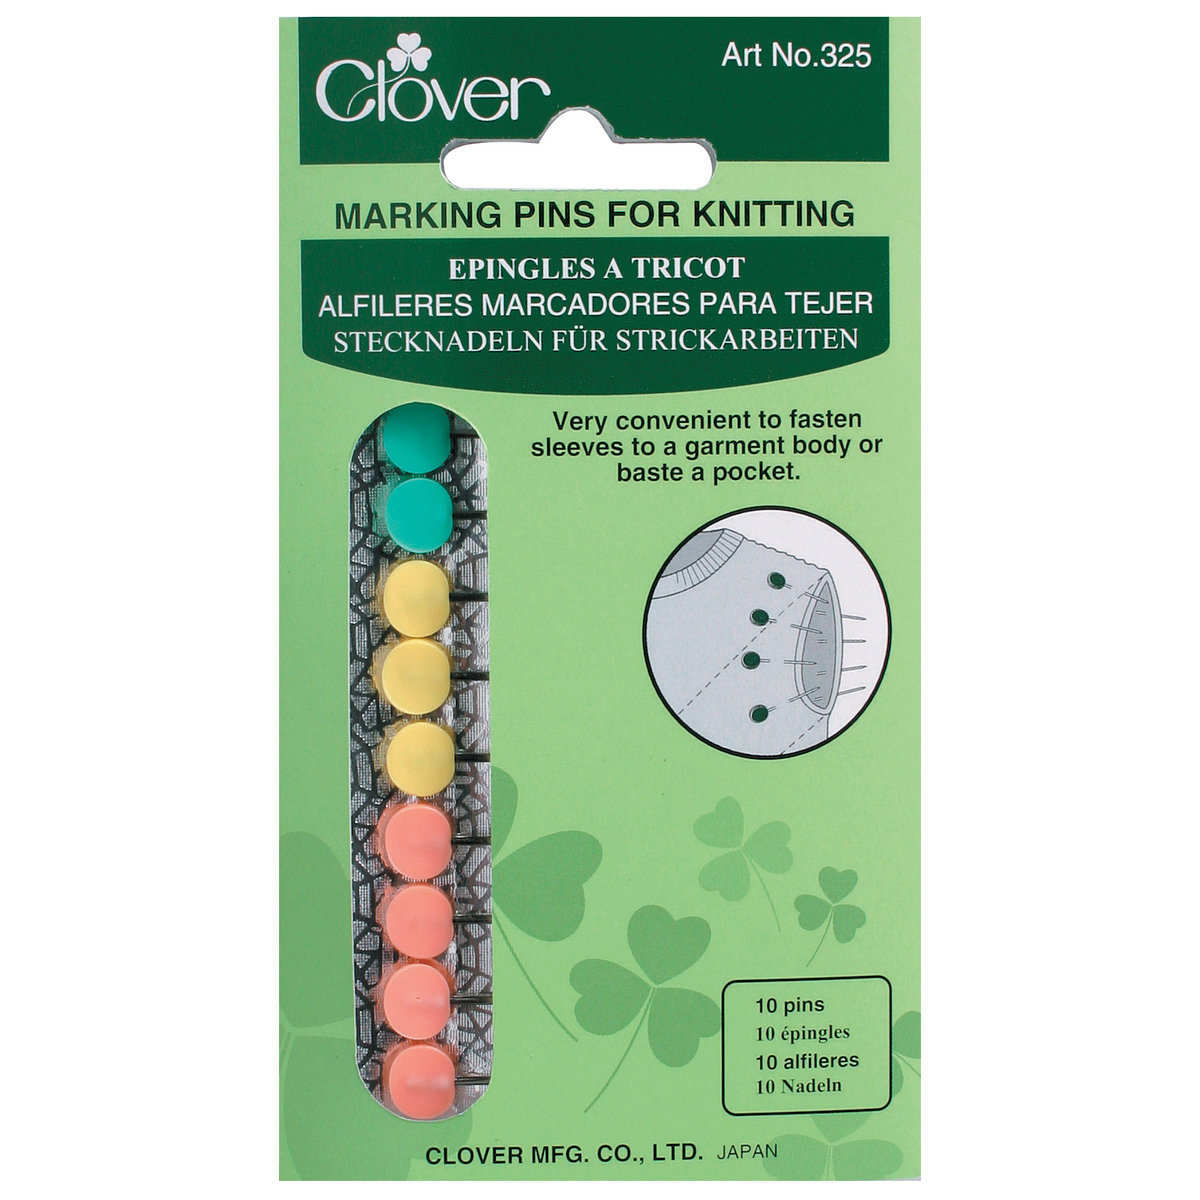 Clover
Art No.325
MARKING PINS FOR KNITTING
EPINGLES A TRICOT
ALFILERES MARCADORES PARA TEJER
STECKNADELN FÜR STRICKARBEITEN
Very convenient to fasten
sleeves to a garment body or
baste a pocket.
10 pins
10 épingles
10 alfileres
10 Nadeln
CLOVER MFG. CO., LTD. JAPAN